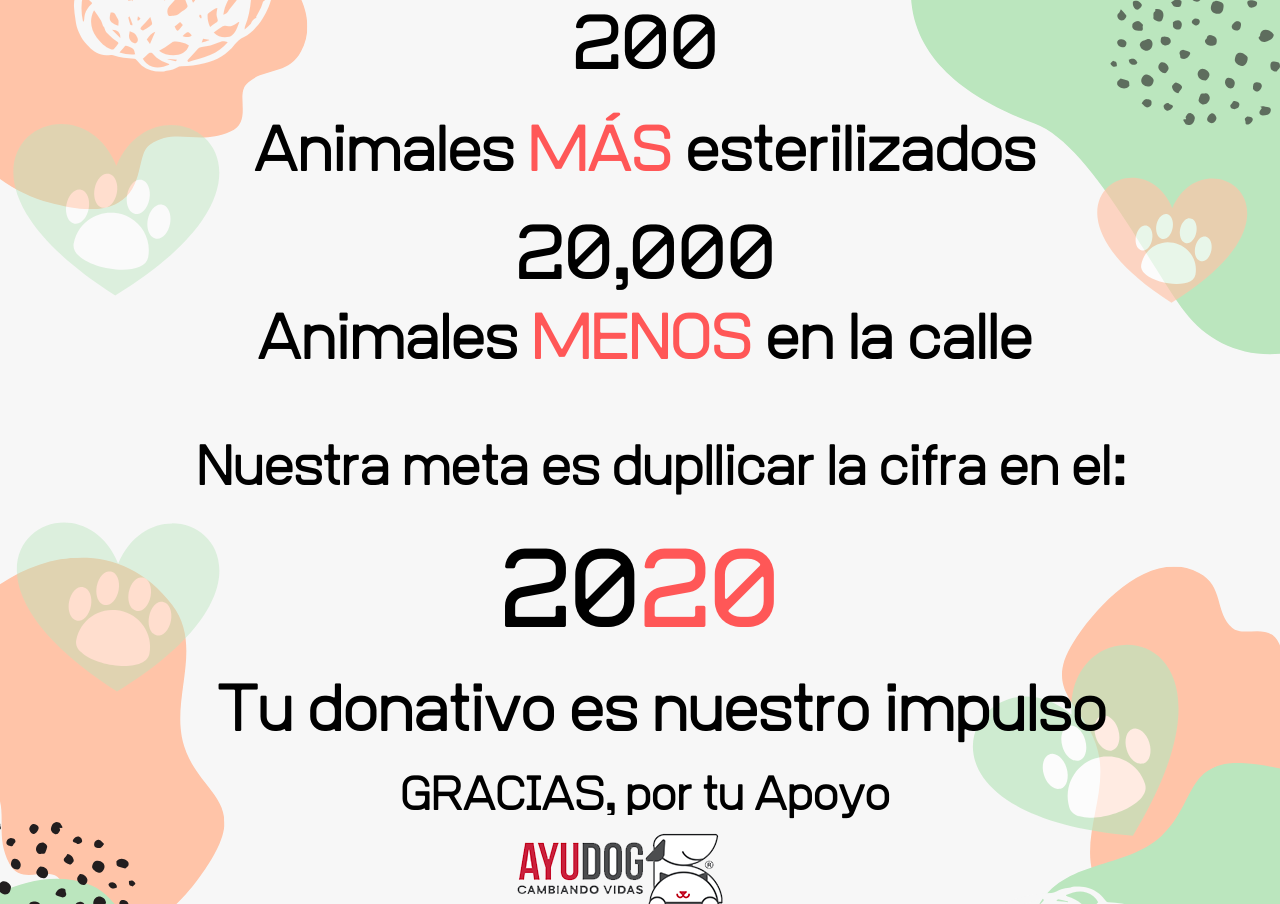 200
Animales MÁS esterilizados
20,000
Animales MENOS en la calle
Nuestra meta es dupllicar la cifra en el:
2020
Tu donativo es nuestro impulso
GRACIAS, por tu Apoyo
AYUDOG®
CAMBIANDO VIDAS